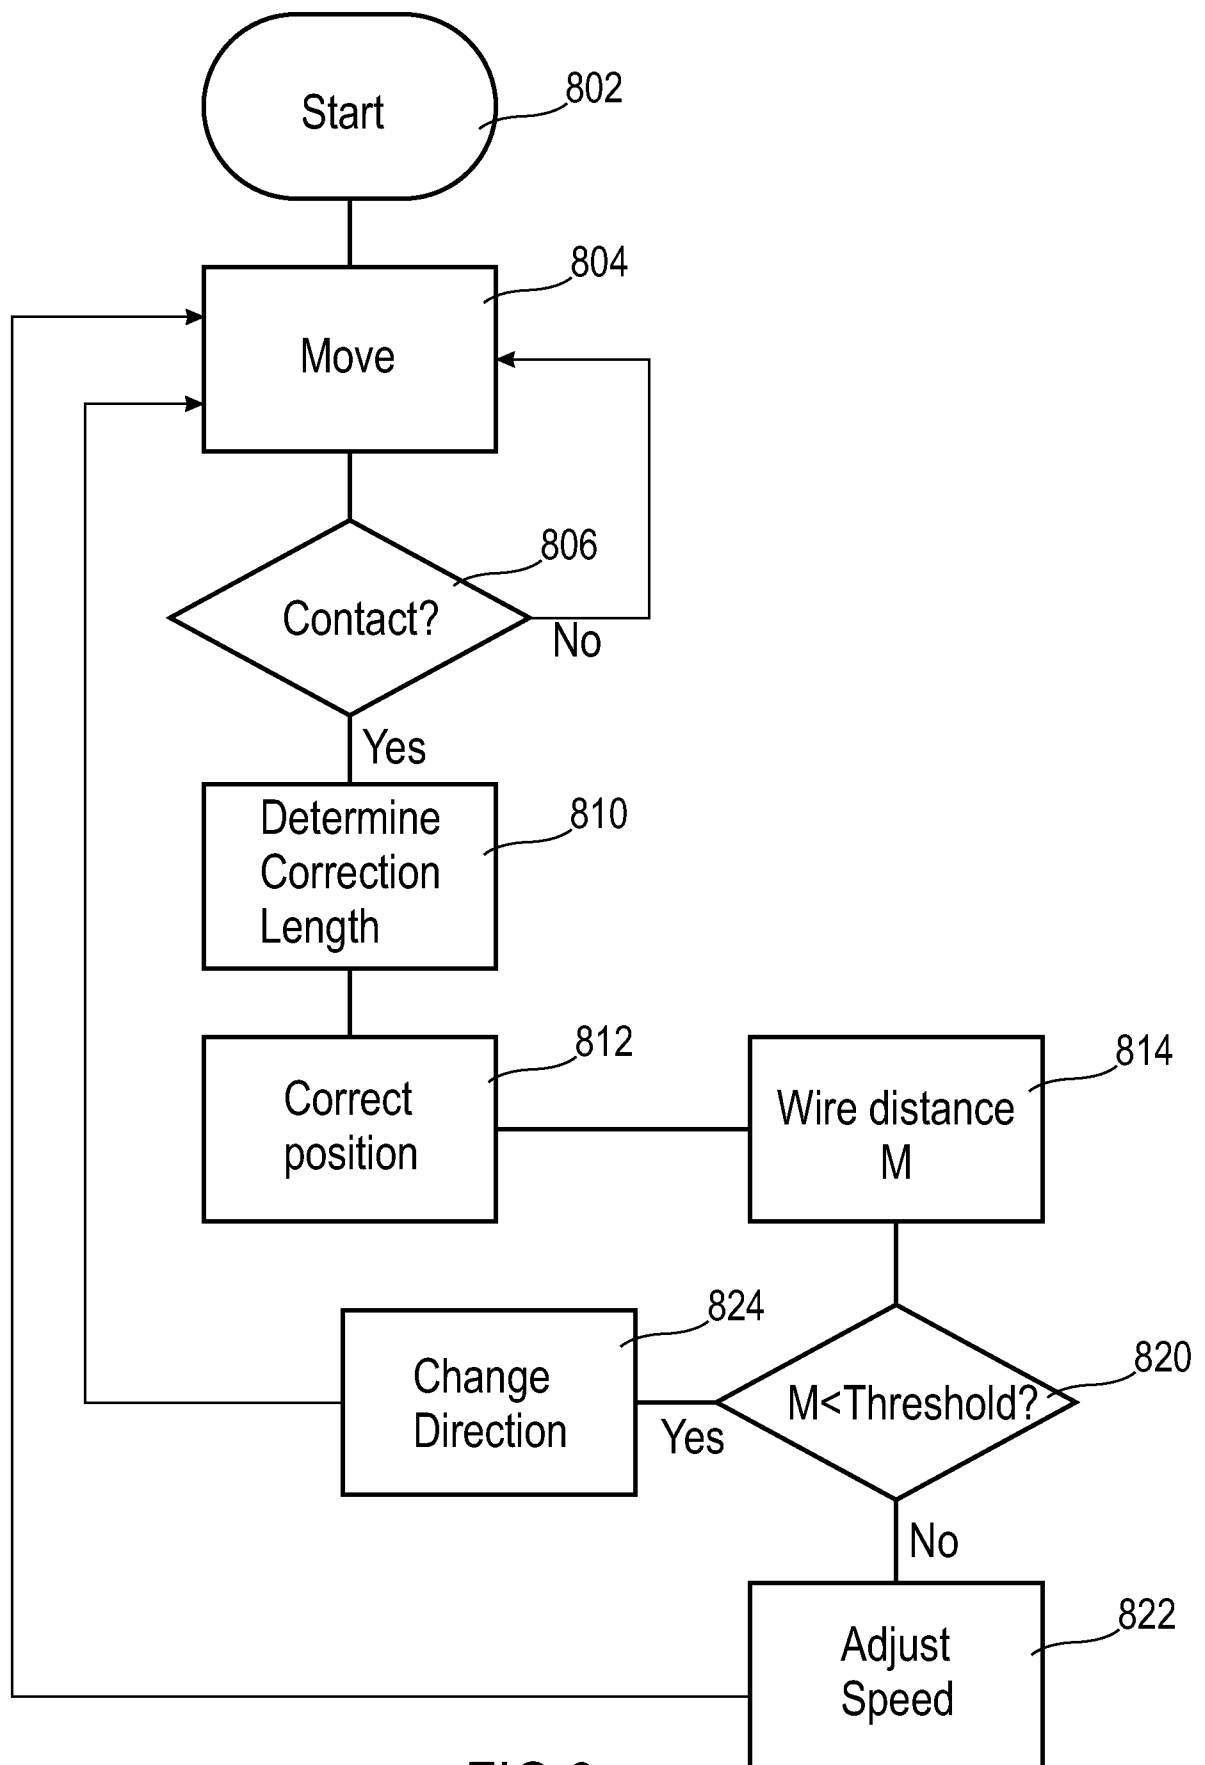 Start
802
804
Move
806
Contact?
No
Yes
810
Determine
Correction
Length
812
Correct
position
814
Wire distance
M
824
Change
Direction
820
M<Threshold?
Yes
No
822
Adjust
Speed